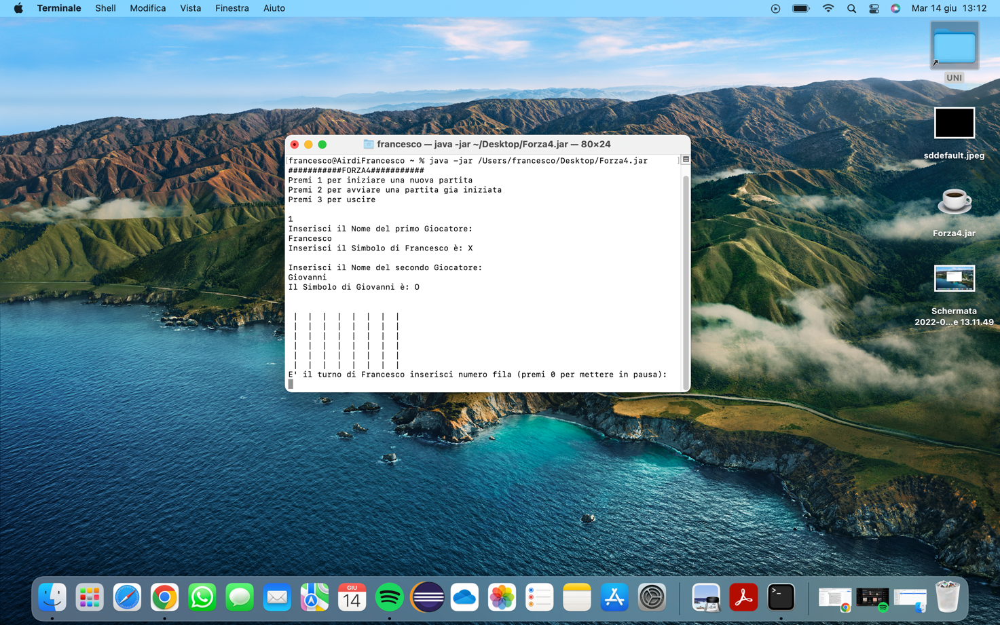 Terminale Shell Modifica Vista Finestra Aiuto Mar 14 giu 13:12
UNI
sddefault.jpeg
Forza4.jar
Schermata
2022-0...e 13.11.49
francesco — java -jar ~/Desktop/Forza4.jar — 80×24
[francesco@AirdiFrancesco ~ % java -jar /Users/francesco/Desktop/Forza4.jar ]
###########FORZA4###########
Premi 1 per iniziare una nuova partita
Premi 2 per avviare una partita gia iniziata
Premi 3 per uscire
1
Inserisci il Nome del primo Giocatore:
Francesco
Inserisci il Simbolo di Francesco è: X
Inserisci il Nome del secondo Giocatore:
Giovanni
Il Simbolo di Giovanni è: O
| | | | | | | |
| | | | | | | |
| | | | | | | |
| | | | | | | |
| | | | | | | |
| | | | | | | |
E' il turno di Francesco inserisci numero fila (premi 0 per mettere in pausa):
GIU
14
>_